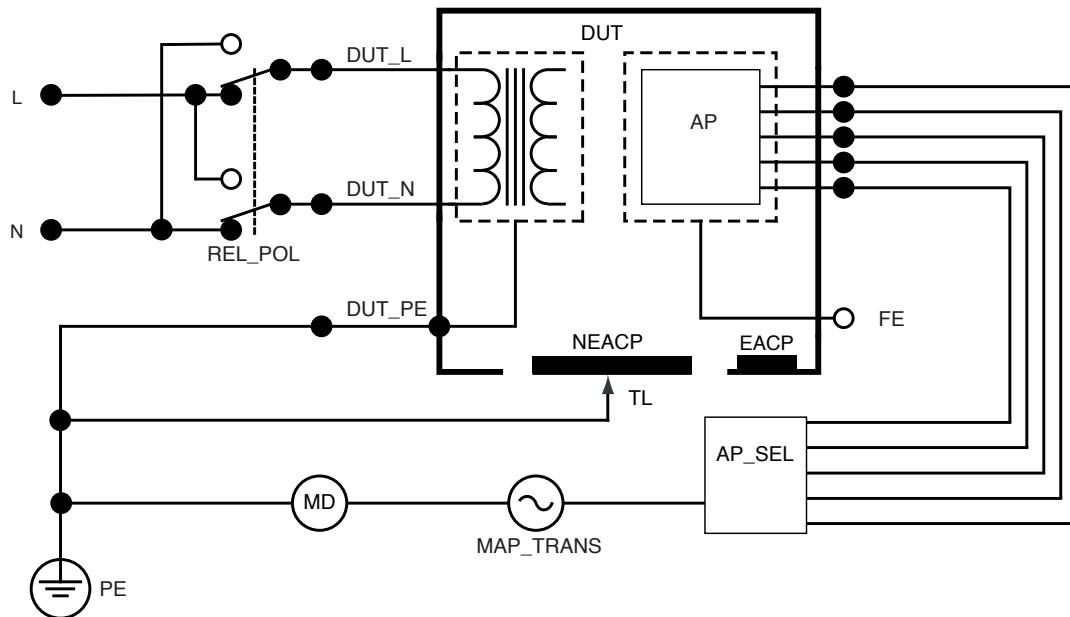 DUT
DUT_L
L
AP
DUT_N
N
REL_POL
DUT_PE
FE
NEACP
EACP
TL
AP_SEL
MD
MAP_TRANS
PE